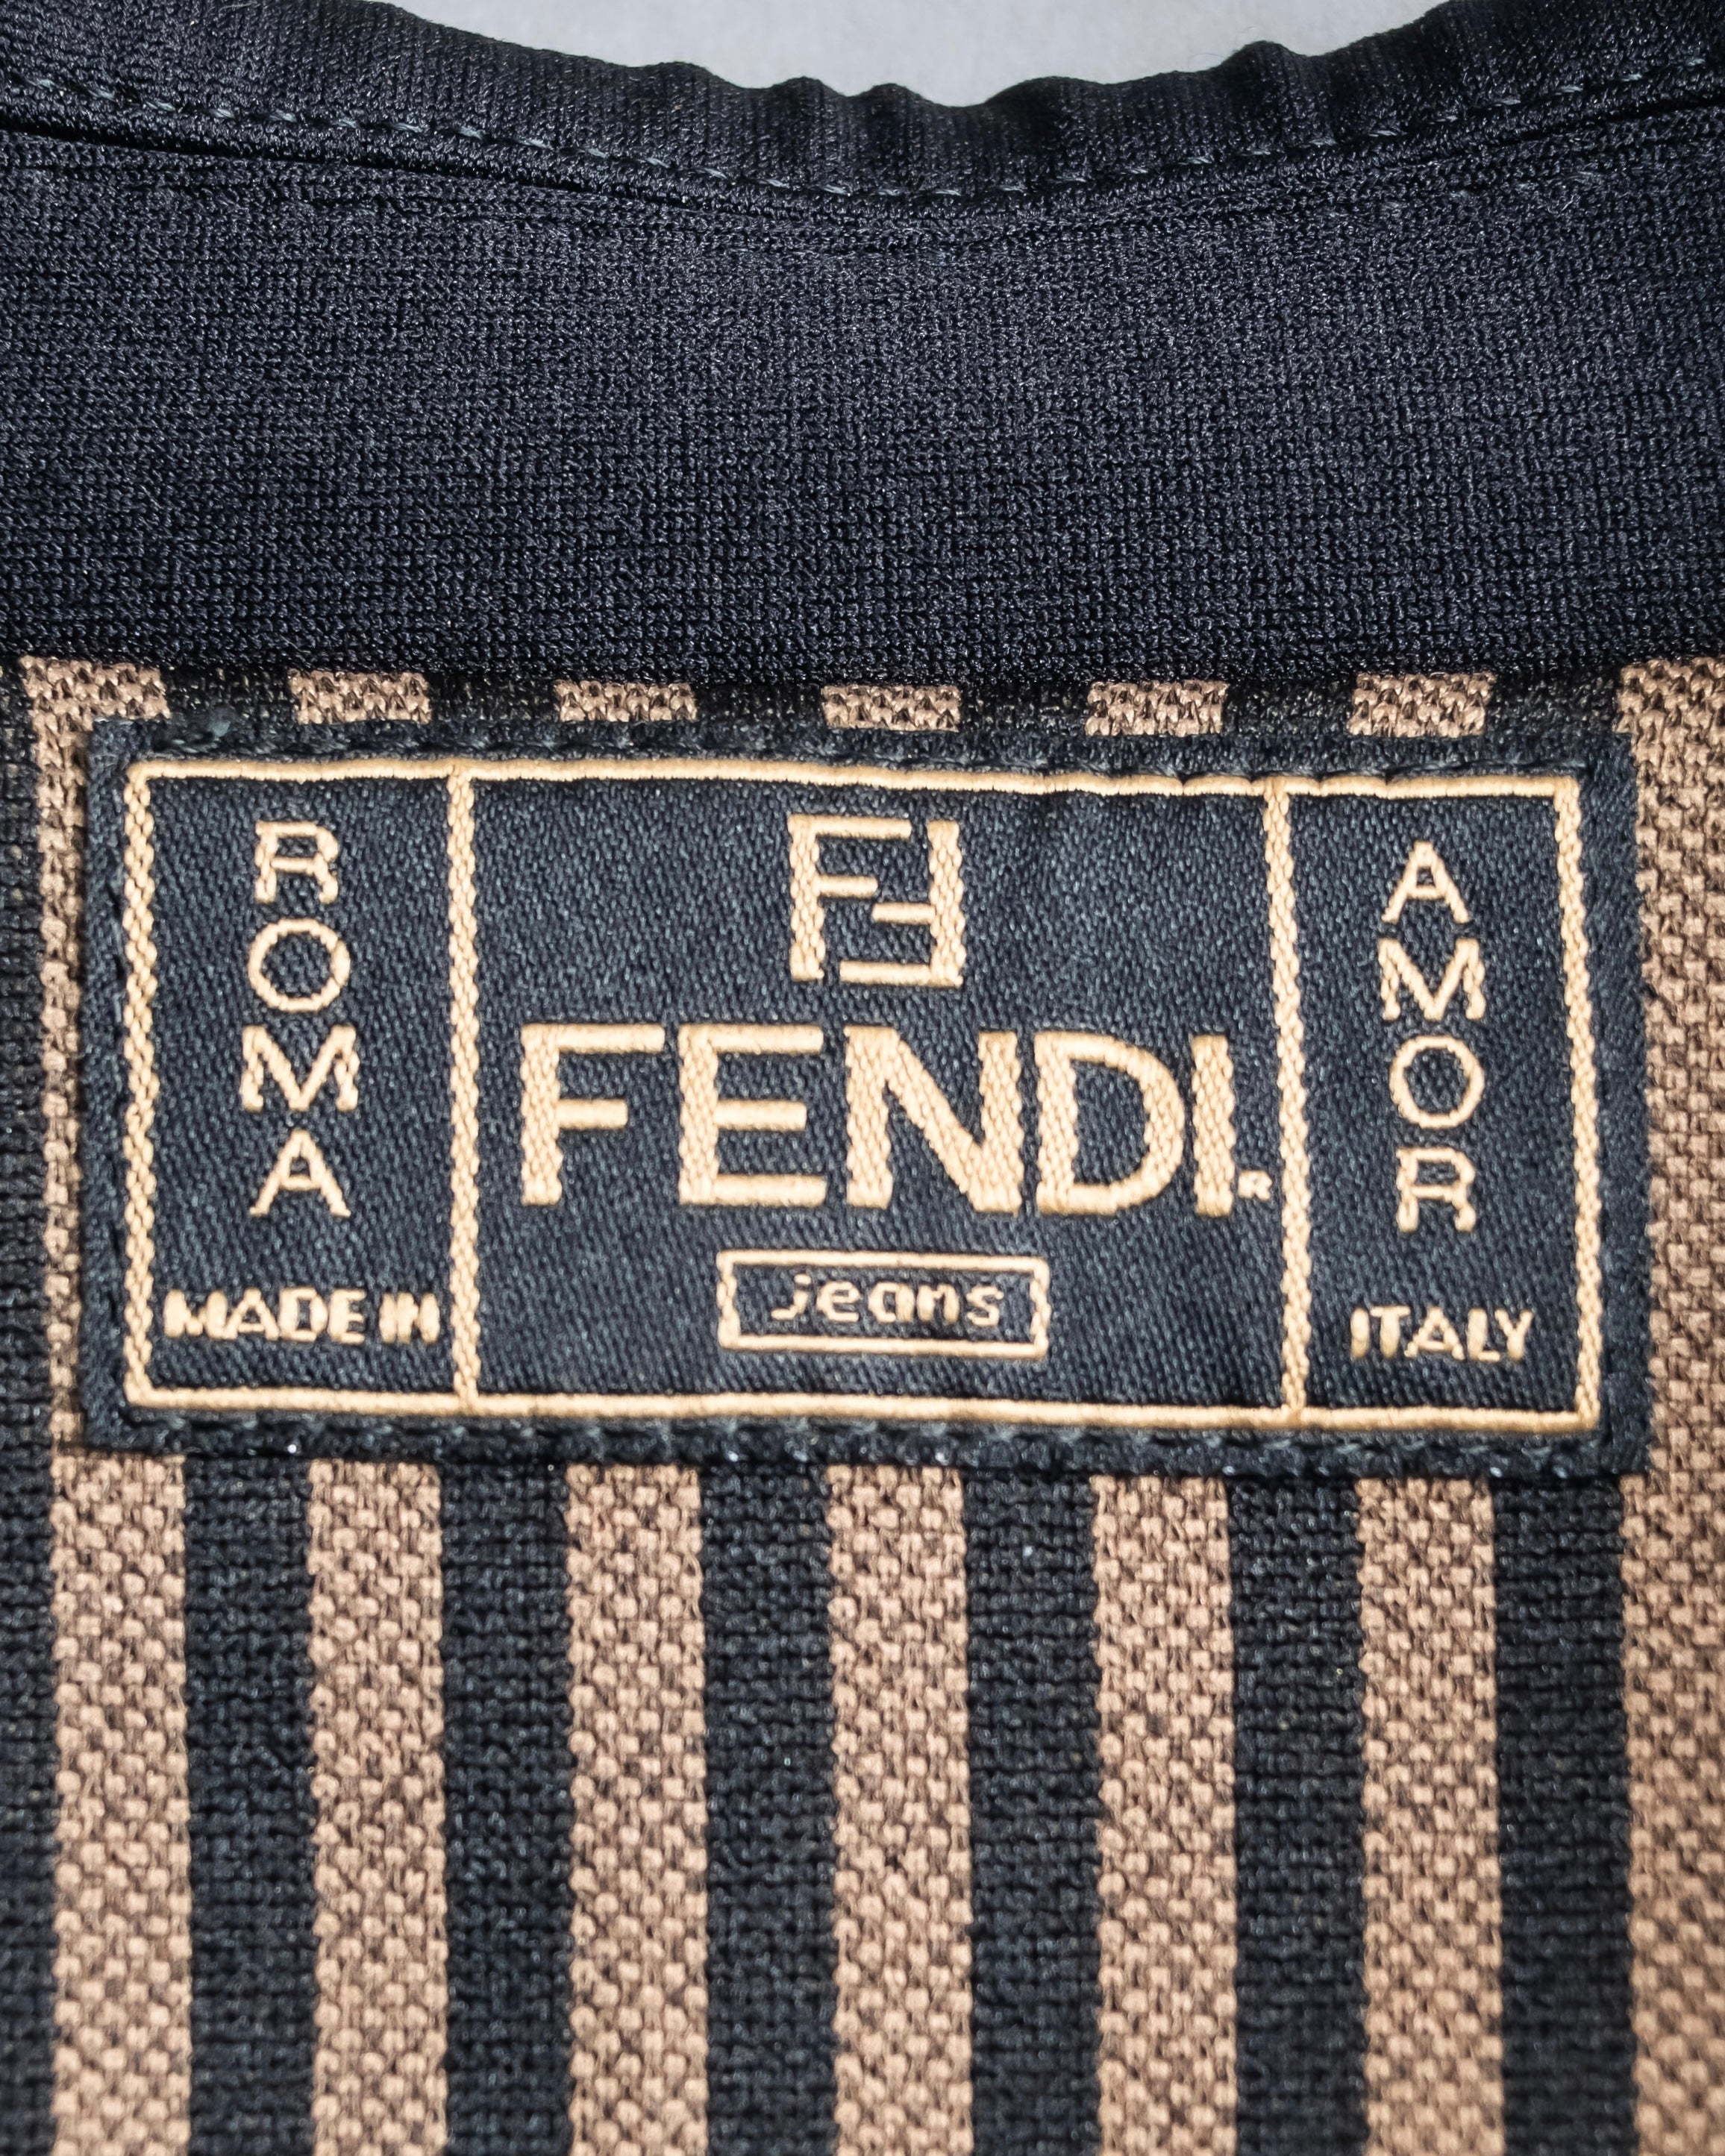 ROMA
MADE IN
FF
FENDI®
jeans
AMOR
ITALY